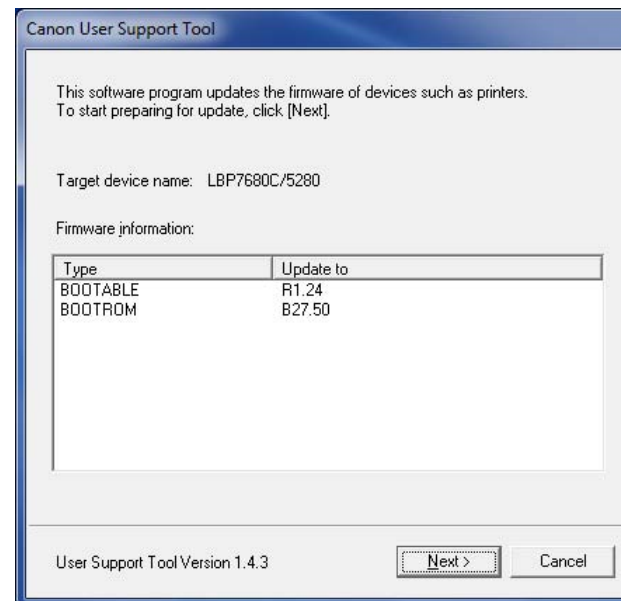 Canon User Support Tool
This software program updates the firmware of devices such as printers.
To start preparing for update, click [Next].
Target device name: LBP7680C/5280
Firmware information:
Type Update to
BOOTABLE R1.24
BOOTROM B27.50
User Support Tool Version 1.4.3
Next > Cancel